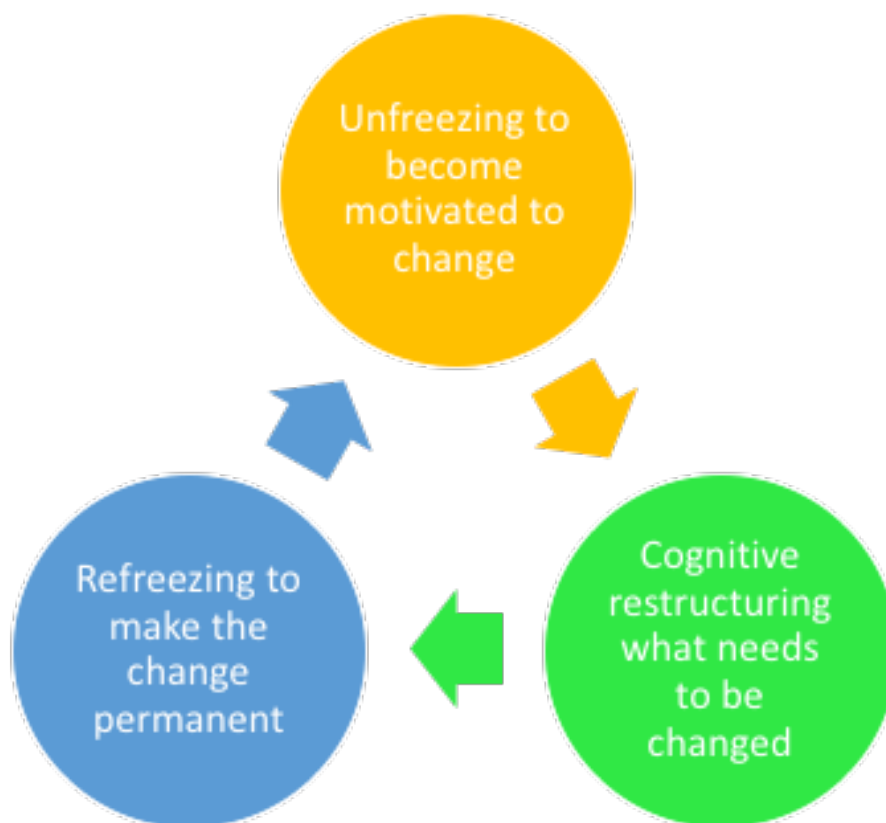 Unfreezing to
become
motivated to
change
Cognitive
restructuring
what needs
to be
changed
Refreezing to
make the
change
permanent